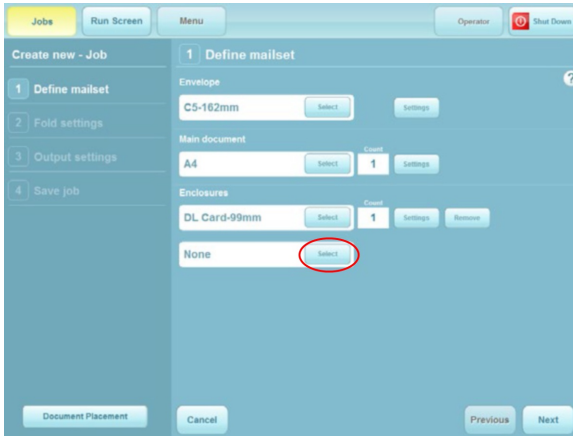 Jobs
Run Screen
Menu
Operator
Shut Down
Create new - Job
1 Define mailset
2 Fold settings
3 Output settings
4 Save job
Document Placement
1 Define mailset
?
Envelope
C5-162mm Select Settings
Main document
Count
A4 Select 1 Settings
Enclosures
Count
DL Card-99mm Select 1 Settings Remove
None Select
Cancel
Previous
Next